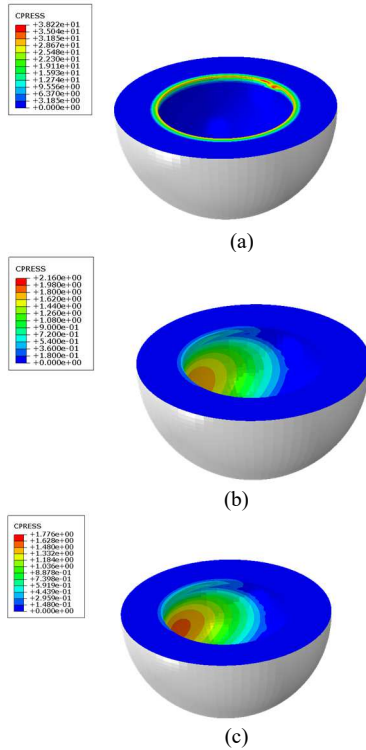 CPRESS
+3.822e+01
+3.504e+01
+3.185e+01
+2.867e+01
+2.548e+01
+2.230e+01
+1.911e+01
+1.593e+01
+1.274e+01
+9.556e+00
+6.370e+00
+3.185e+00
+0.000e+00
(a)
CPRESS
+2.160e+00
+1.980e+00
+1.800e+00
+1.620e+00
+1.440e+00
+1.260e+00
+1.080e+00
+9.000e-01
+7.200e-01
+5.400e-01
+3.600e-01
+1.800e-01
+0.000e+00
(b)
CPRESS
+1.776e+00
+1.628e+00
+1.480e+00
+1.332e+00
+1.184e+00
+1.036e+00
+8.878e-01
+7.398e-01
+5.919e-01
+4.439e-01
+2.959e-01
+1.480e-01
+0.000e+00
(c)